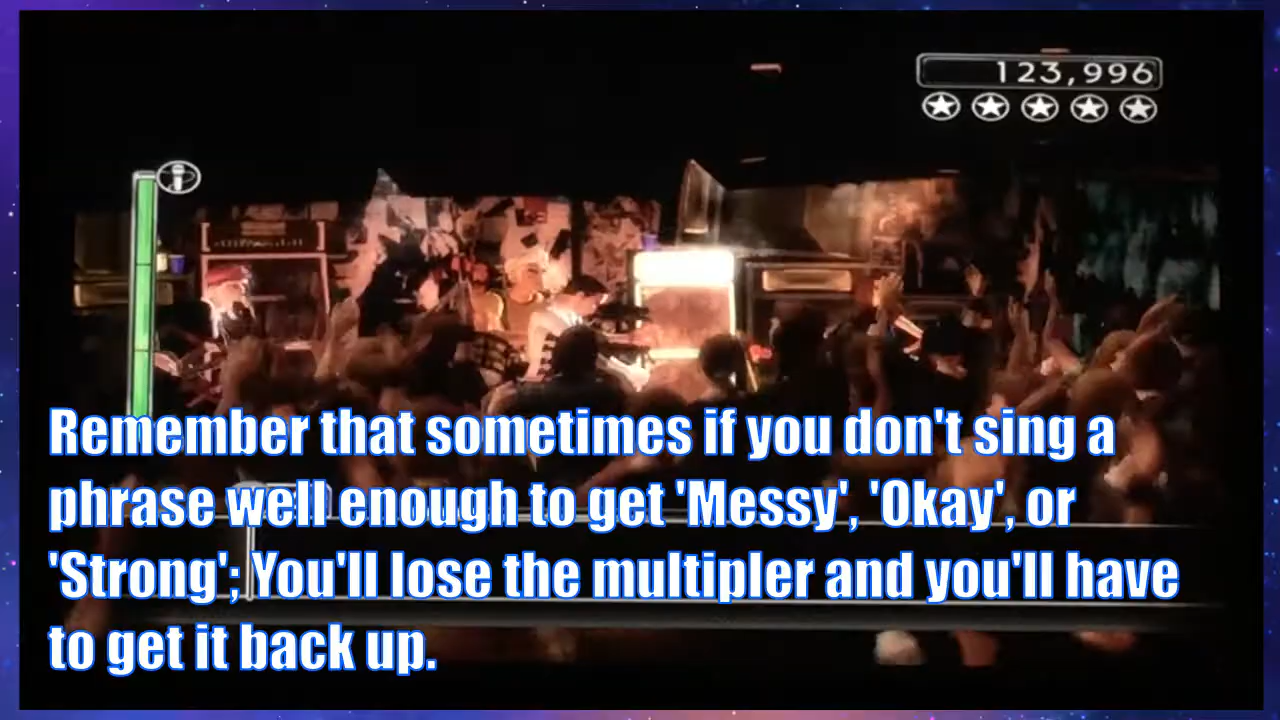 123,996
Remember that sometimes if you don't sing a
phrase well enough to get 'Messy', 'Okay', or
'Strong'; You'll lose the multipler and you'll have
to get it back up.